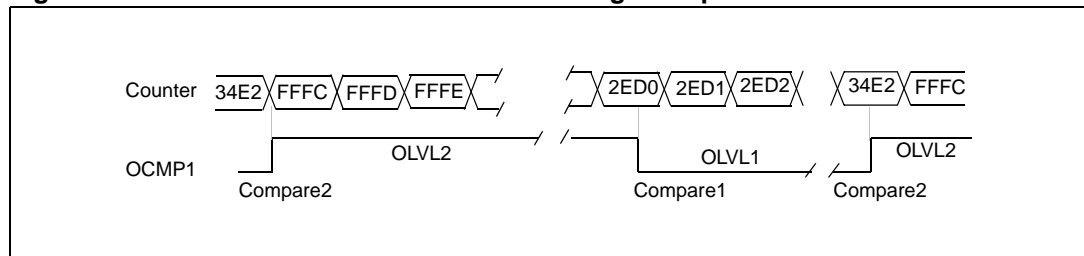 Counter 34E2 FFFC FFFD FFFE 2ED0 2ED1 2ED2 34E2 FFFC
OCMP1 OLVL2 OLVL1 OLVL2
Compare2 Compare1 Compare2